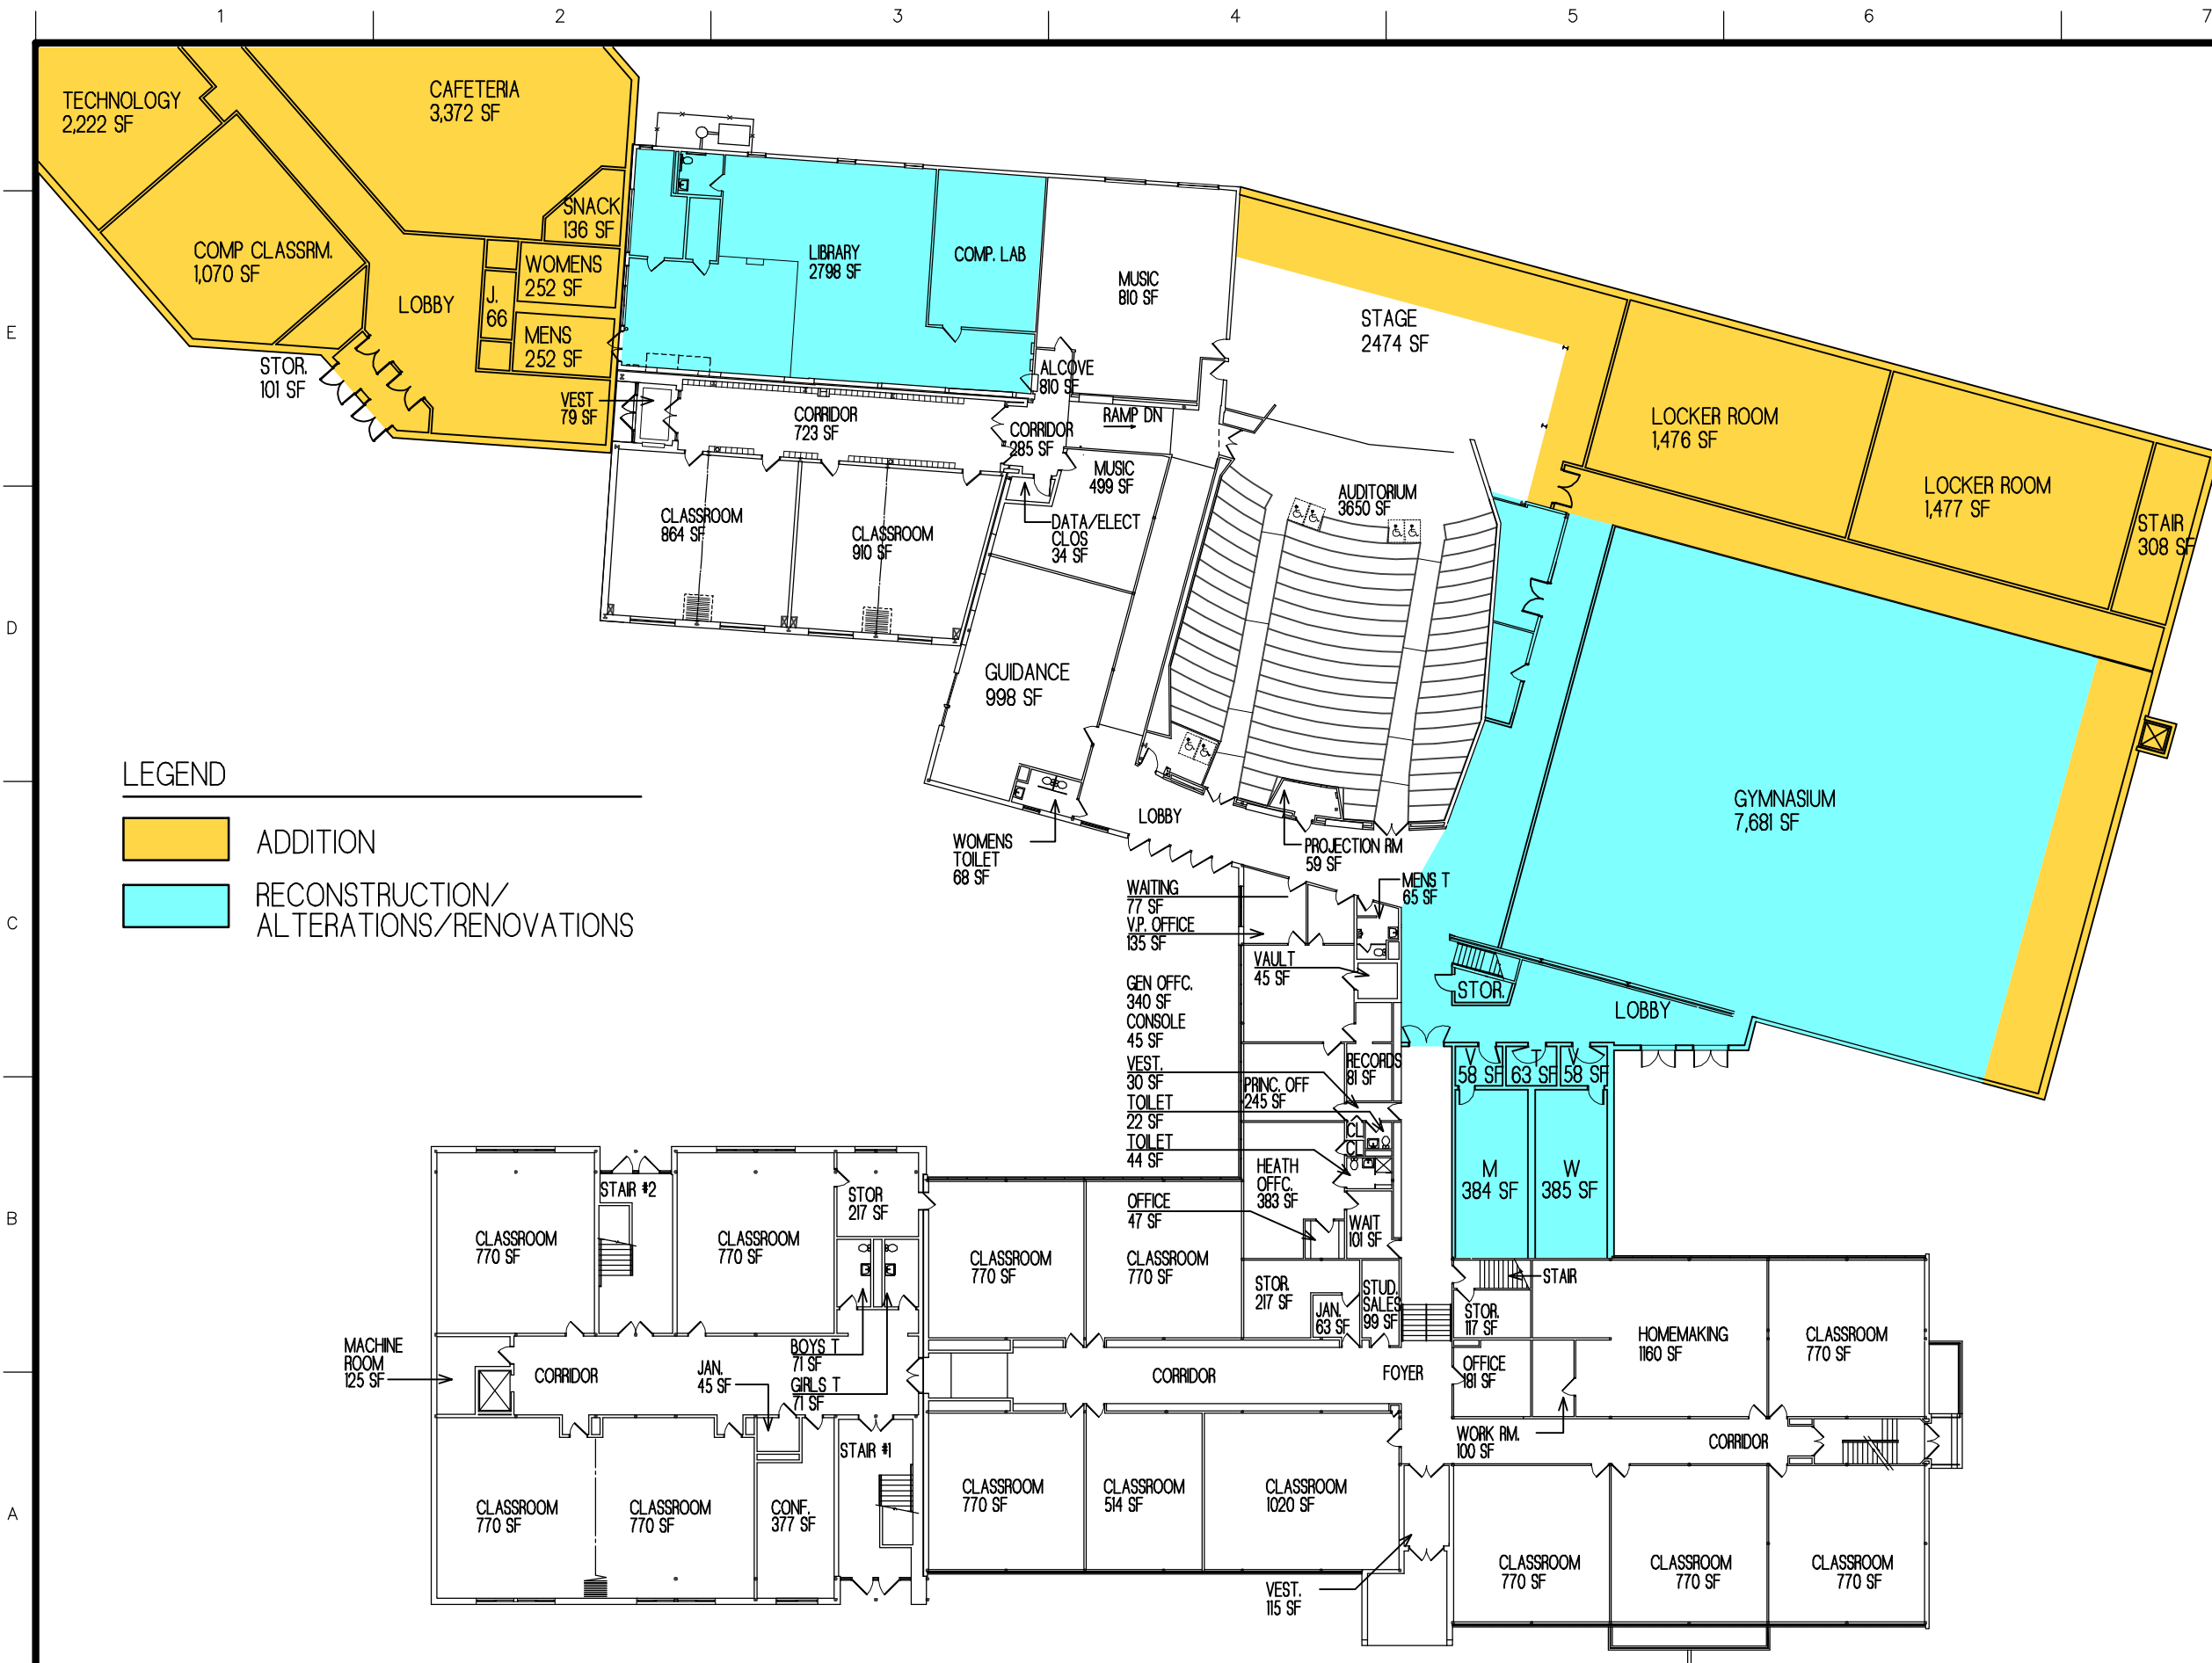 1
2
3
4
5
6
7
E
D
C
B
A
TECHNOLOGY
2,222 SF
CAFETERIA
3,372 SF
COMP CLASSRM.
1,070 SF
SNACK
136 SF
WOMENS
252 SF
J.
66
MENS
252 SF
LOBBY
STOR.
101 SF
LIBRARY
2798 SF
COMP. LAB
MUSIC
810 SF
ALCOVE
810 SF
VEST
79 SF
CORRIDOR
723 SF
CORRIDOR
285 SF
RAMP DN
MUSIC
499 SF
CLASSROOM
864 SF
CLASSROOM
910 SF
DATA/ELECT
CLOS
34 SF
STAGE
2474 SF
AUDITORIUM
3650 SF
LOCKER ROOM
1,476 SF
LOCKER ROOM
1,477 SF
STAIR
308 SF
GUIDANCE
998 SF
GYMNASIUM
7,681 SF
LEGEND
ADDITION
RECONSTRUCTION/
ALTERATIONS/RENOVATIONS
LOBBY
WOMENS
TOILET
68 SF
PROJECTION RM
59 SF
MENS T
65 SF
WAITING
77 SF
V.P. OFFICE
135 SF
VAULT
45 SF
GEN OFFC.
340 SF
CONSOLE
45 SF
VEST.
30 SF
TOILET
22 SF
TOILET
44 SF
RECORDS
81 SF
PRINC. OFF
245 SF
CL
CL
HEATH
OFFC.
383 SF
OFFICE
47 SF
WAIT
101 SF
STOR.
LOBBY
V
58 SF
T
63 SF
V
58 SF
M
384 SF
W
385 SF
CLASSROOM
770 SF
STAIR #2
CLASSROOM
770 SF
STOR
217 SF
CLASSROOM
770 SF
CLASSROOM
770 SF
STOR.
217 SF
JAN.
63 SF
STUD.
SALES
99 SF
STAIR
STOR.
117 SF
HOMEMAKING
1160 SF
CLASSROOM
770 SF
MACHINE
ROOM
125 SF
CORRIDOR
JAN.
45 SF
BOYS T
71 SF
GIRLS T
71 SF
CORRIDOR
FOYER
OFFICE
181 SF
WORK RM.
100 SF
CORRIDOR
STAIR #1
CLASSROOM
770 SF
CLASSROOM
770 SF
CONF.
377 SF
CLASSROOM
770 SF
CLASSROOM
514 SF
CLASSROOM
1020 SF
CLASSROOM
770 SF
CLASSROOM
770 SF
CLASSROOM
770 SF
VEST.
115 SF